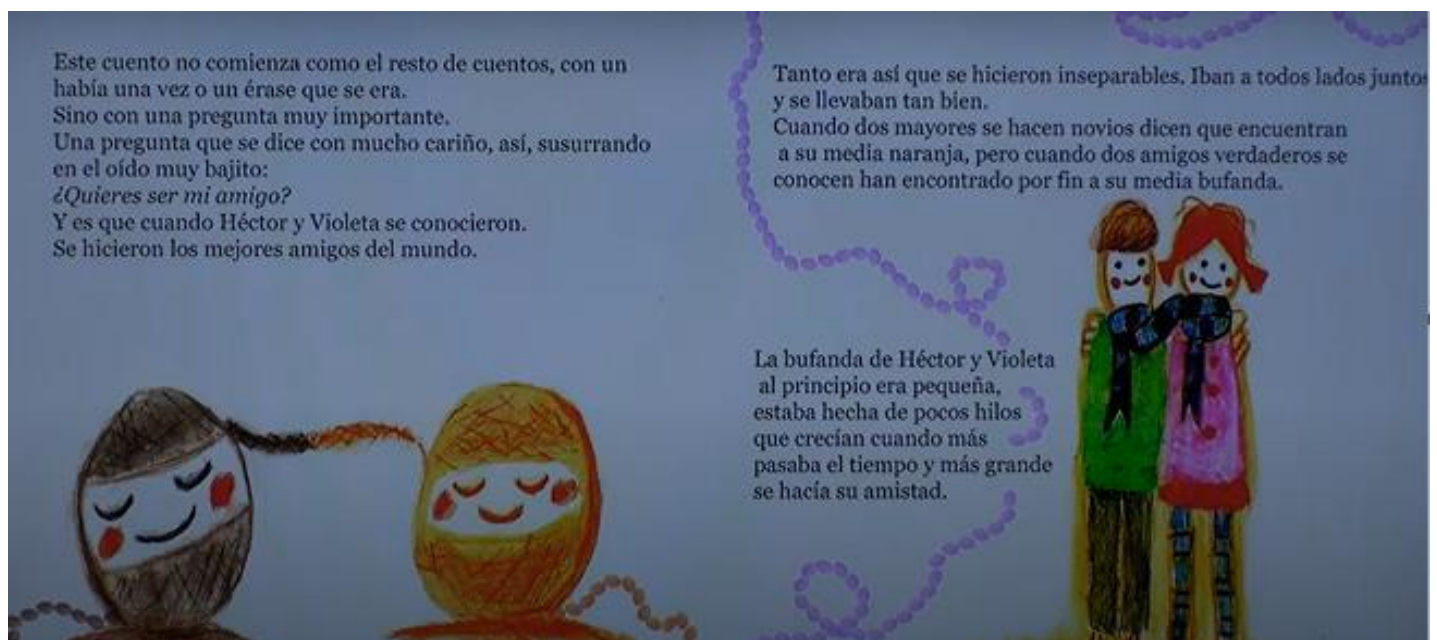 Este cuento no comienza como el resto de cuentos, con un
había una vez o un érase que se era.
Sino con una pregunta muy importante.
Una pregunta que se dice con mucho cariño, así, susurrando
en el oído muy bajito:
¿Quieres ser mi amigo?
Y es que cuando Héctor y Violeta se conocieron.
Se hicieron los mejores amigos del mundo.
Tanto era así que se hicieron inseparables. Iban a todos lados juntos
y se llevaban tan bien.
Cuando dos mayores se hacen novios dicen que encuentran
a su media naranja, pero cuando dos amigos verdaderos se
conocen han encontrado por fin a su media bufanda.
La bufanda de Héctor y Violeta
al principio era pequeña,
estaba hecha de pocos hilos
que crecían cuando más
pasaba el tiempo y más grande
se hacía su amistad.